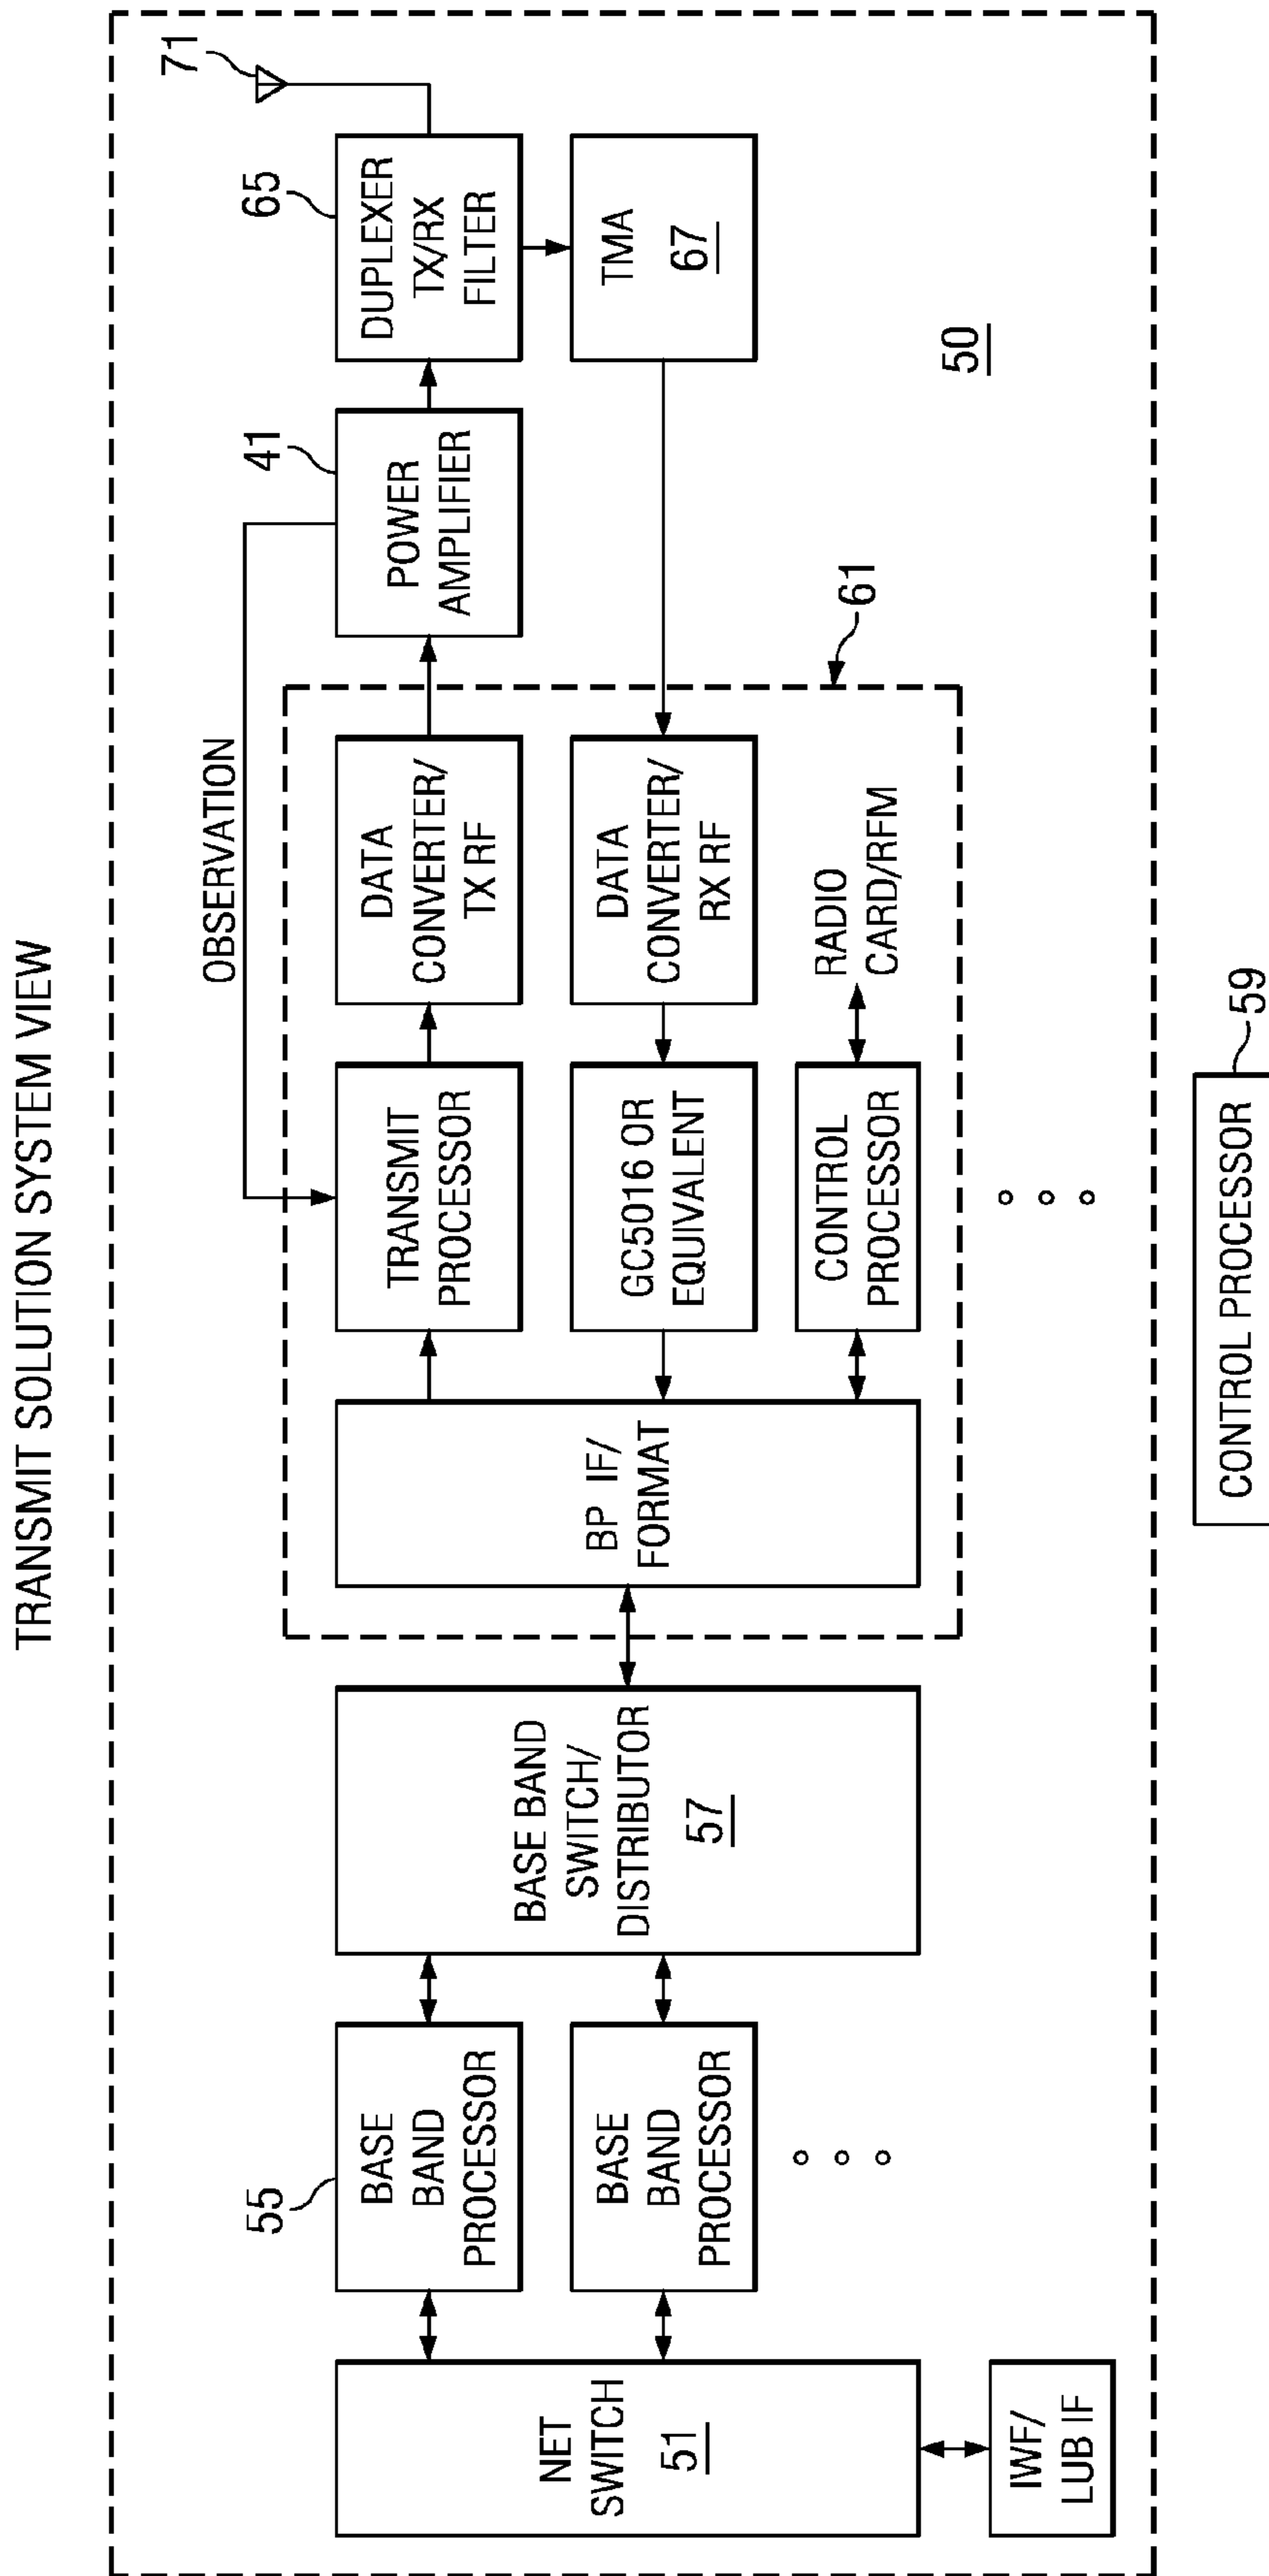 TRANSMIT SOLUTION SYSTEM VIEW
OBSERVATION
71
65
41
55
NET
SWITCH
51
IWF/
LUB IF
BASE
BAND
PROCESSOR
BASE
BAND
PROCESSOR
BASE BAND
SWITCH/
DISTRIBUTOR
57
BP IF/
FORMAT
TRANSMIT
PROCESSOR
DATA
CONVERTER/
TX RF
POWER
AMPLIFIER
DUPLEXER
TX/RX
FILTER
GC5016 OR
EQUIVALENT
DATA
CONVERTER/
RX RF
TMA
67
CONTROL
PROCESSOR
RADIO
CARD/RFM
61
50
CONTROL PROCESSOR
59